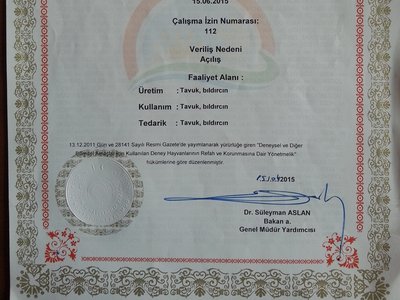 15.06.2015
Çalışma İzin Numarası:
112
Veriliş Nedeni
Açılış
Faaliyet Alanı :
Üretim : Tavuk, bıldırcın
Kullanım : Tavuk, bıldırcın
Tedarik : Tavuk, bıldırcın
13.12.2011 Gün ve 28141 Sayılı Resmi Gazete'de yayımlanarak yürürlüğe giren "Deneysel ve Diğer
Bilimsel Amaçlar İçin Kullanılan Deney Hayvanlarının Refah ve Korunmasına Dair Yönetmelik"
hükümlerine göre düzenlenmiştir.
2015
Dr. Süleyman ASLAN
Bakan a.
Genel Müdür Yardımcısı